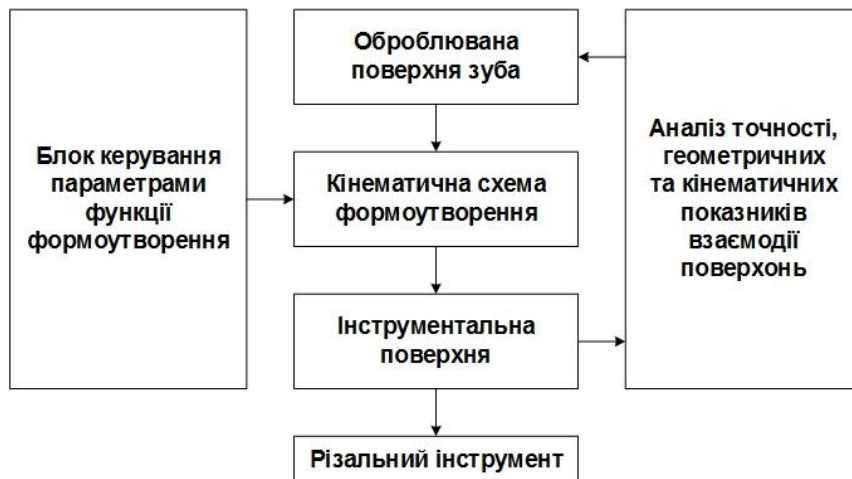 Оброблювана
поверхня зуба
Блок керування
параметрами
функції
формоутворення
Кінематична схема
формоутворення
Аналіз точності,
геометричних
та кінематичних
показників
взаємодії
поверхонь
Інструментальна
поверхня
Різальний інструмент